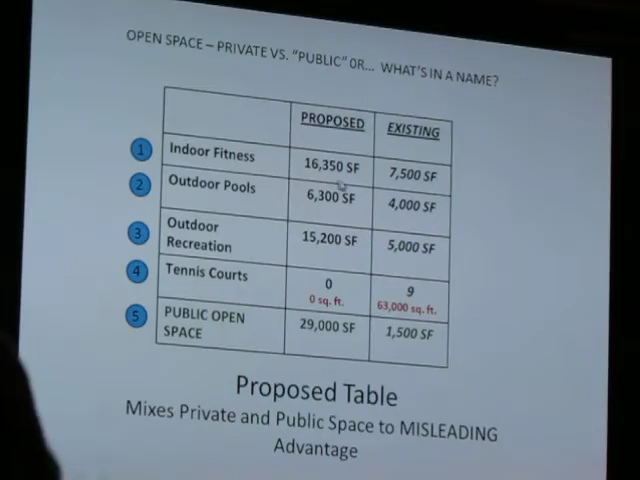 OPEN SPACE – PRIVATE VS. "PUBLIC" OR... WHAT'S IN A NAME?
PROPOSED EXISTING
1 Indoor Fitness 16,350 SF 7,500 SF
2 Outdoor Pools 6,300 SF 4,000 SF
3 Outdoor Recreation 15,200 SF 5,000 SF
4 Tennis Courts 0 9
0 sq. ft. 63,000 sq. ft.
5 PUBLIC OPEN SPACE 29,000 SF 1,500 SF
Proposed Table
Mixes Private and Public Space to MISLEADING
Advantage